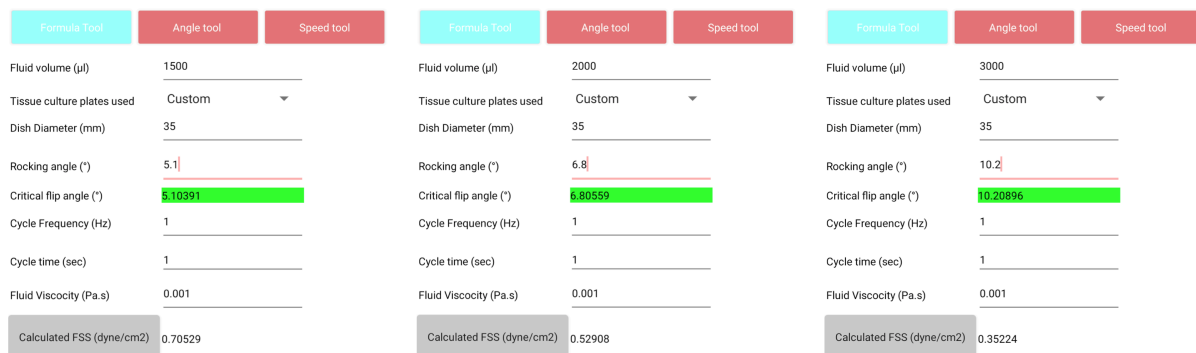 Formula Tool Angle tool Speed tool
Fluid volume (µl) 1500
Tissue culture plates used Custom
Dish Diameter (mm) 35
Rocking angle (°) 5.1
Critical flip angle (°) 5.10391
Cycle Frequency (Hz) 1
Cycle time (sec) 1
Fluid Viscocity (Pa.s) 0.001
Calculated FSS (dyne/cm2) 0.70529
Formula Tool Angle tool Speed tool
Fluid volume (µl) 2000
Tissue culture plates used Custom
Dish Diameter (mm) 35
Rocking angle (°) 6.8
Critical flip angle (°) 6.80559
Cycle Frequency (Hz) 1
Cycle time (sec) 1
Fluid Viscocity (Pa.s) 0.001
Calculated FSS (dyne/cm2) 0.52908
Formula Tool Angle tool Speed tool
Fluid volume (µl) 3000
Tissue culture plates used Custom
Dish Diameter (mm) 35
Rocking angle (°) 10.2
Critical flip angle (°) 10.20896
Cycle Frequency (Hz) 1
Cycle time (sec) 1
Fluid Viscocity (Pa.s) 0.001
Calculated FSS (dyne/cm2) 0.35224